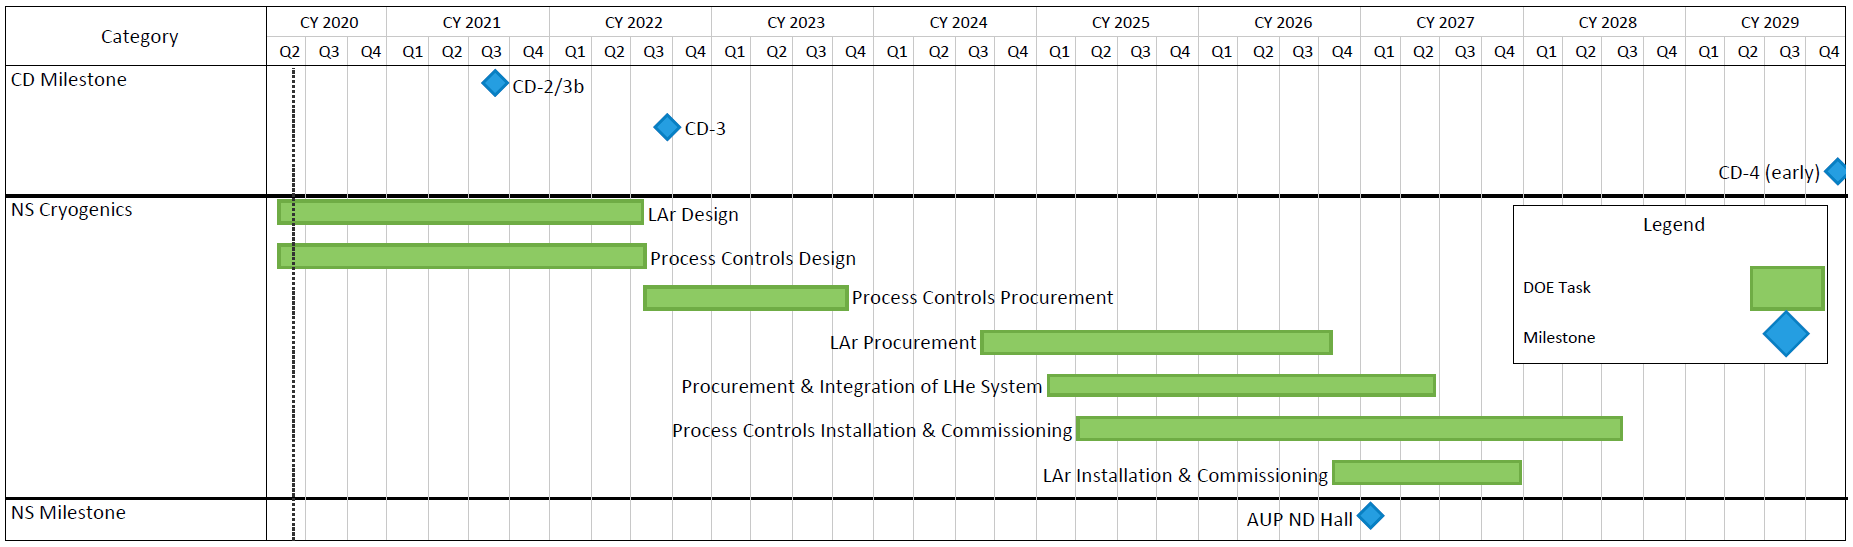 Category
CY 2020 CY 2021 CY 2022 CY 2023 CY 2024 CY 2025 CY 2026 CY 2027 CY 2028 CY 2029
Q2 Q3 Q4 Q1 Q2 Q3 Q4 Q1 Q2 Q3 Q4 Q1 Q2 Q3 Q4 Q1 Q2 Q3 Q4 Q1 Q2 Q3 Q4 Q1 Q2 Q3 Q4 Q1 Q2 Q3 Q4 Q1 Q2 Q3 Q4 Q1 Q2 Q3 Q4
CD Milestone
CD-2/3b
CD-3
CD-4 (early)
NS Cryogenics
LAr Design
Process Controls Design
Process Controls Procurement
LAr Procurement
Procurement & Integration of LHe System
Process Controls Installation & Commissioning
LAr Installation & Commissioning
Legend
DOE Task
Milestone
NS Milestone
AUP ND Hall